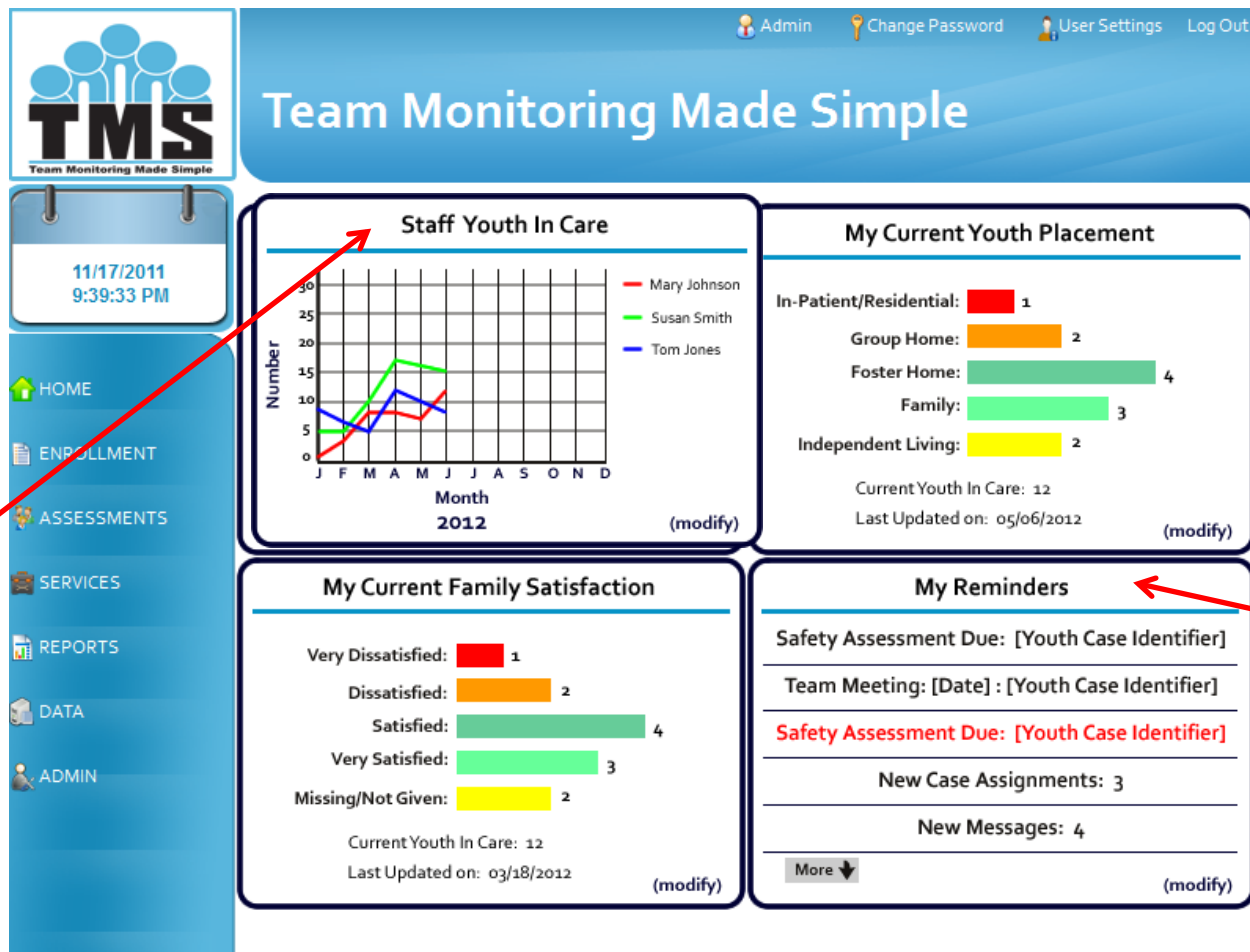 Admin Change Password User Settings Log Out
TMS
Team Monitoring Made Simple
Team Monitoring Made Simple
11/17/2011
9:39:33 PM
HOME
ENROLLMENT
ASSESSMENTS
SERVICES
REPORTS
DATA
ADMIN
Staff Youth In Care
Number
30
25
20
15
10
5
0
J F M A M J J A S O N D
Month
2012
Mary Johnson
Susan Smith
Tom Jones
(modify)
My Current Youth Placement
In-Patient/Residential: 1
Group Home: 2
Foster Home: 4
Family: 3
Independent Living: 2
Current Youth In Care: 12
Last Updated on: 05/06/2012
(modify)
My Current Family Satisfaction
Very Dissatisfied: 1
Dissatisfied: 2
Satisfied: 4
Very Satisfied: 3
Missing/Not Given: 2
Current Youth In Care: 12
Last Updated on: 03/18/2012
(modify)
My Reminders
Safety Assessment Due: [Youth Case Identifier]
Team Meeting: [Date] : [Youth Case Identifier]
Safety Assessment Due: [Youth Case Identifier]
New Case Assignments: 3
New Messages: 4
More
(modify)